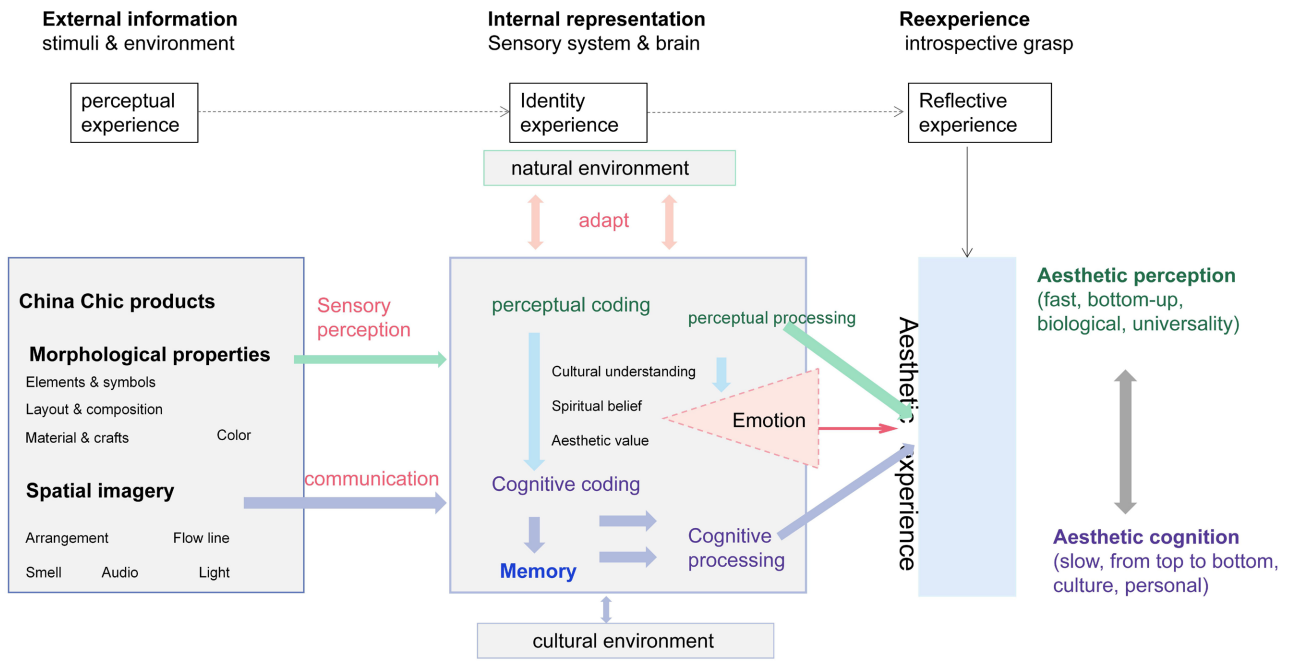 External information
stimuli & environment
Internal representation
Sensory system & brain
Reexperience
introspective grasp
perceptual
experience
Identity
experience
Reflective
experience
natural environment
adapt
China Chic products
Morphological properties
Elements & symbols
Layout & composition
Material & crafts
Color
Spatial imagery
Arrangement
Flow line
Smell
Audio
Light
Sensory
perception
communication
perceptual coding
perceptual processing
Cultural understanding
Spiritual belief
Aesthetic value
Emotion
Cognitive coding
Memory
Cognitive
processing
cultural environment
Aesthetic experience
Aesthetic perception
(fast, bottom-up,
biological, universality)
Aesthetic cognition
(slow, from top to bottom,
culture, personal)